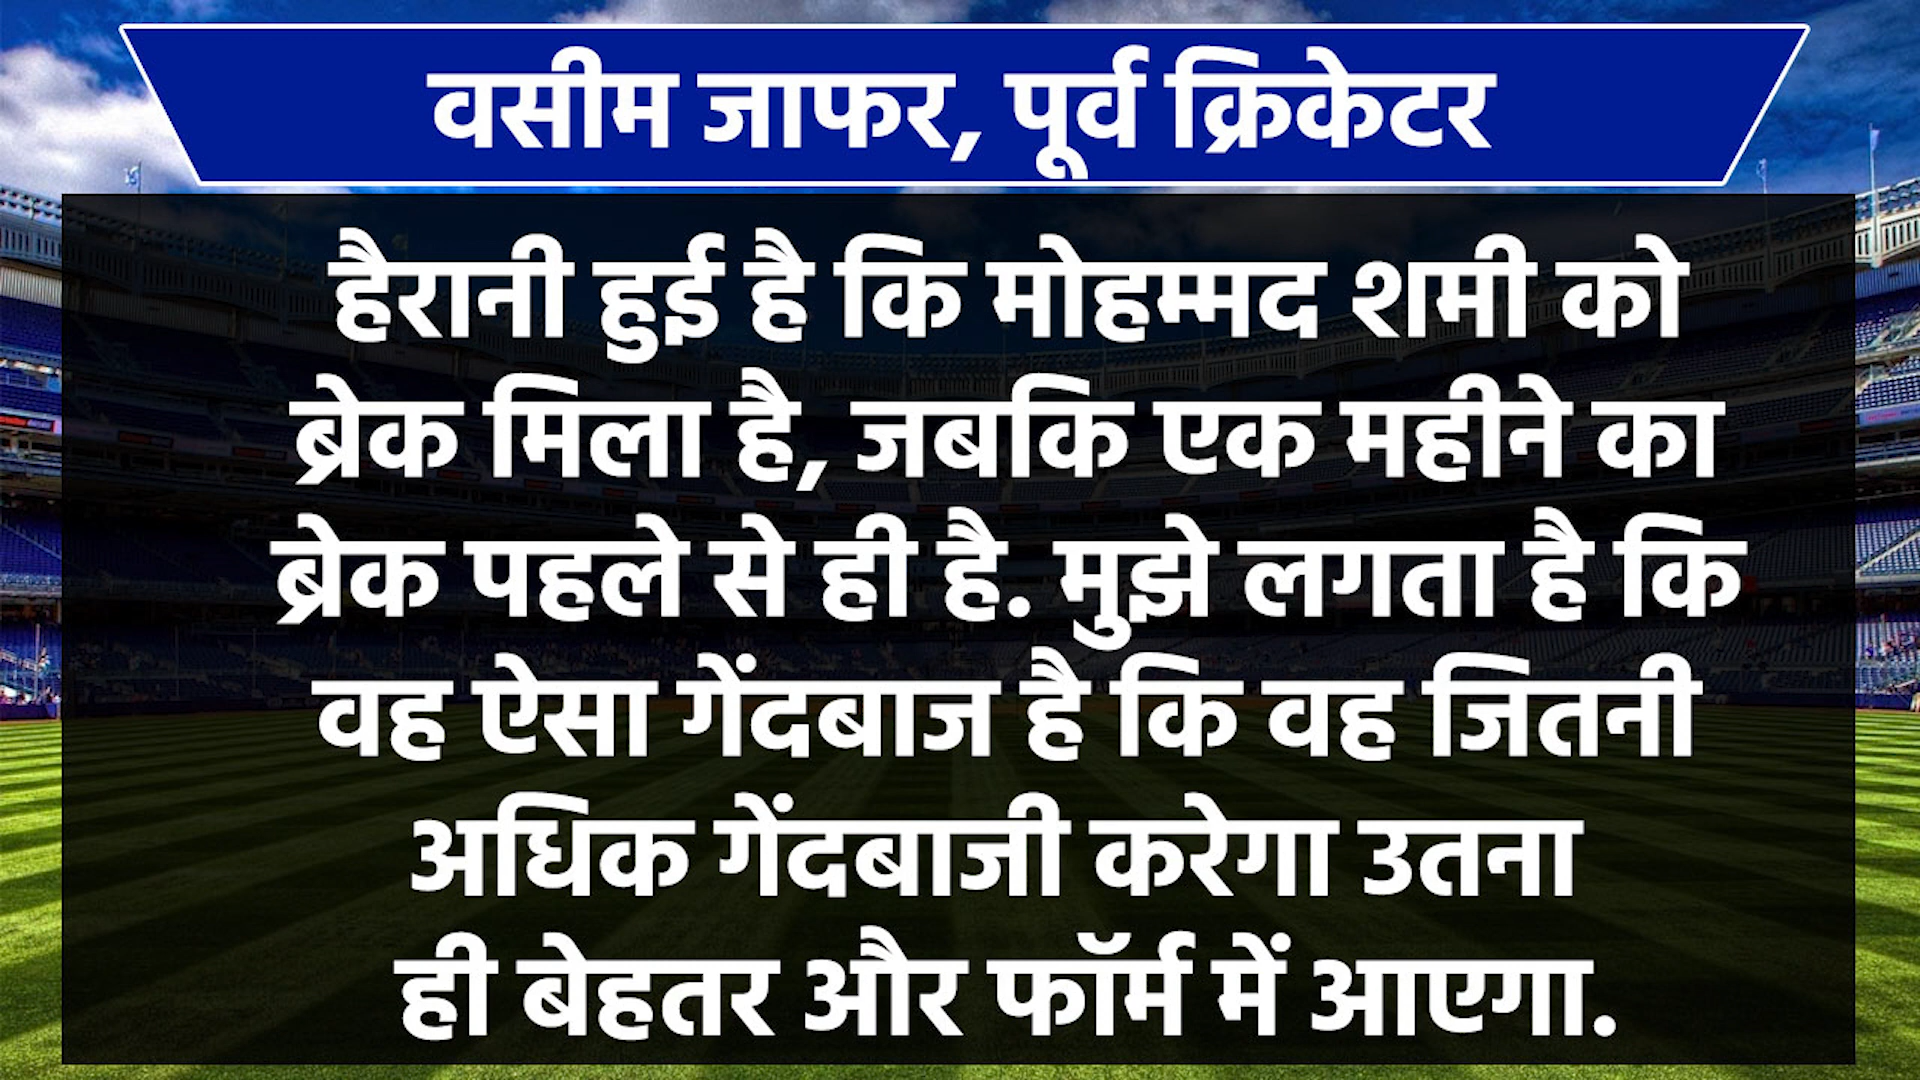 वसीम जाफर, पूर्व क्रिकेटर
हैरानी हुई है कि मोहम्मद शमी को
ब्रेक मिला है, जबकि एक महीने का
ब्रेक पहले से ही है. मुझे लगता है कि
वह ऐसा गेंदबाज है कि वह जितनी
अधिक गेंदबाजी करेगा उतना
ही बेहतर और फॉर्म में आएगा.